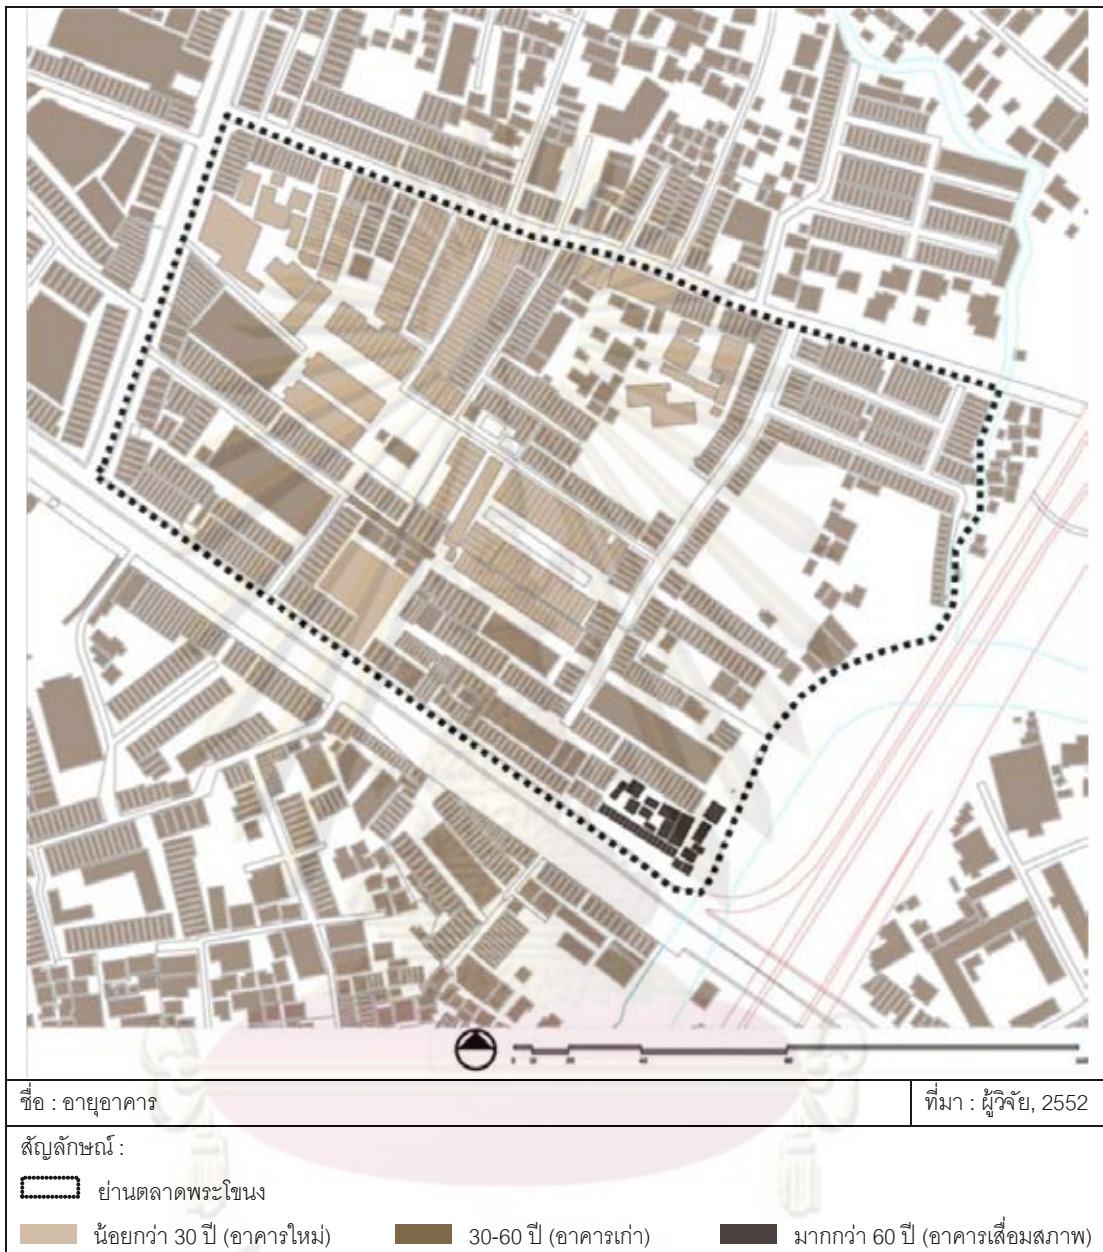 ชื่อ : อายุอาคาร
ที่มา : ผู้วิจัย, 2552
สัญลักษณ์ :
ย่านตลาดพระโขนง
น้อยกว่า 30 ปี (อาคารใหม่)
30-60 ปี (อาคารเก่า)
มากกว่า 60 ปี (อาคารเสื่อมสภาพ)